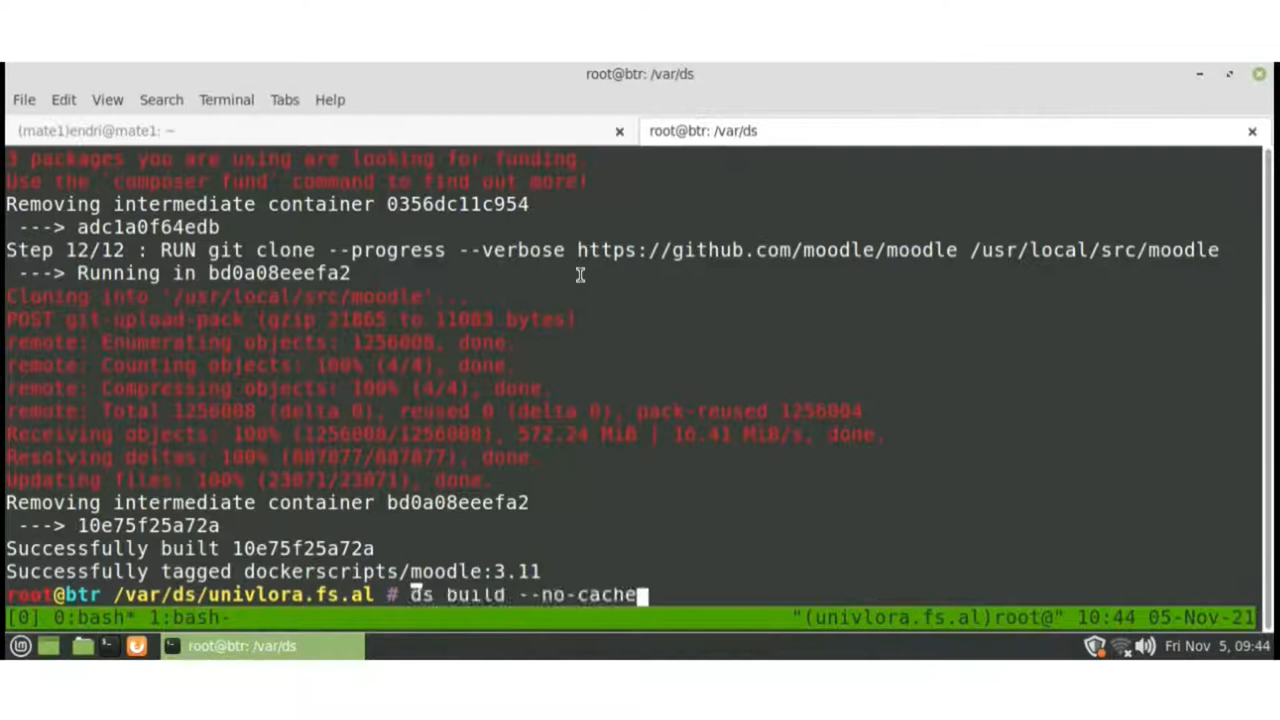 root@btr: /var/ds
File Edit View Search Terminal Tabs Help
(mate1)endri@mate1: ~
root@btr: /var/ds
3 packages you are using are looking for funding.
Use the `composer fund` command to find out more!
Removing intermediate container 0356dc11c954
---> adc1a0f64edb
Step 12/12 : RUN git clone --progress --verbose https://github.com/moodle/moodle /usr/local/src/moodle
---> Running in bd0a08eeefa2
Cloning into '/usr/local/src/moodle'...
POST git-upload-pack (gzip 21865 to 11083 bytes)
remote: Enumerating objects: 1256008, done.
remote: Counting objects: 100% (4/4), done.
remote: Compressing objects: 100% (4/4), done.
remote: Total 1256008 (delta 0), reused 0 (delta 0), pack-reused 1256004
Receiving objects: 100% (1256008/1256008), 572.24 MiB | 16.41 MiB/s, done.
Resolving deltas: 100% (887877/887877), done.
Updating files: 100% (23071/23071), done.
Removing intermediate container bd0a08eeefa2
---> 10e75f25a72a
Successfully built 10e75f25a72a
Successfully tagged dockerscripts/moodle:3.11
root@btr /var/ds/univlora.fs.al # ds build --no-cache
[0] 0:bash* 1:bash- "(univlora.fs.al)root@" 10:44 05-Nov-21
root@btr: /var/ds
Fri Nov 5, 09:44